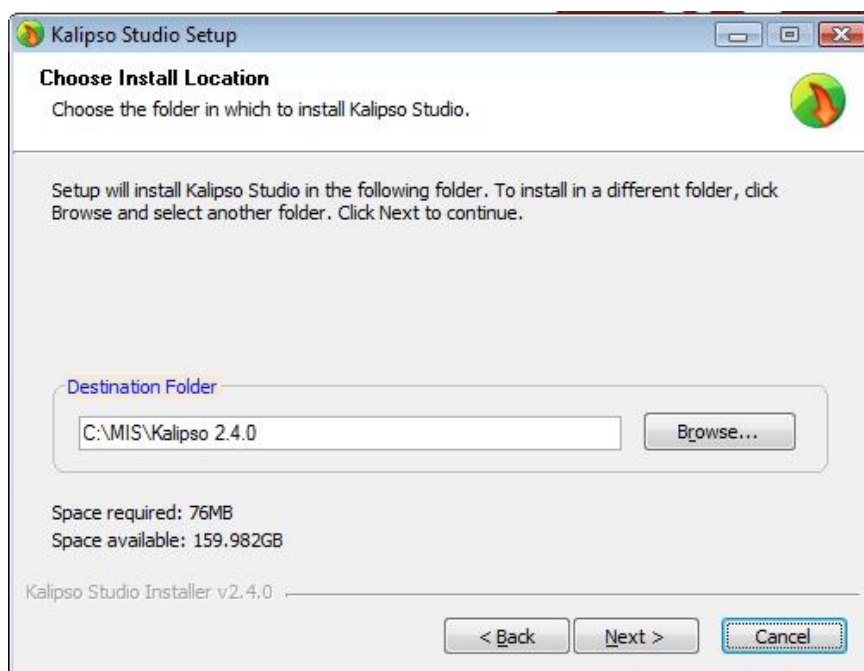 Kalipso Studio Setup
Choose Install Location
Choose the folder in which to install Kalipso Studio.
Setup will install Kalipso Studio in the following folder. To install in a different folder, click
Browse and select another folder. Click Next to continue.
Destination Folder
C:\MIS\Kalipso 2.4.0
Browse...
Space required: 76MB
Space available: 159.982GB
Kalipso Studio Installer v2.4.0
< Back
Next >
Cancel